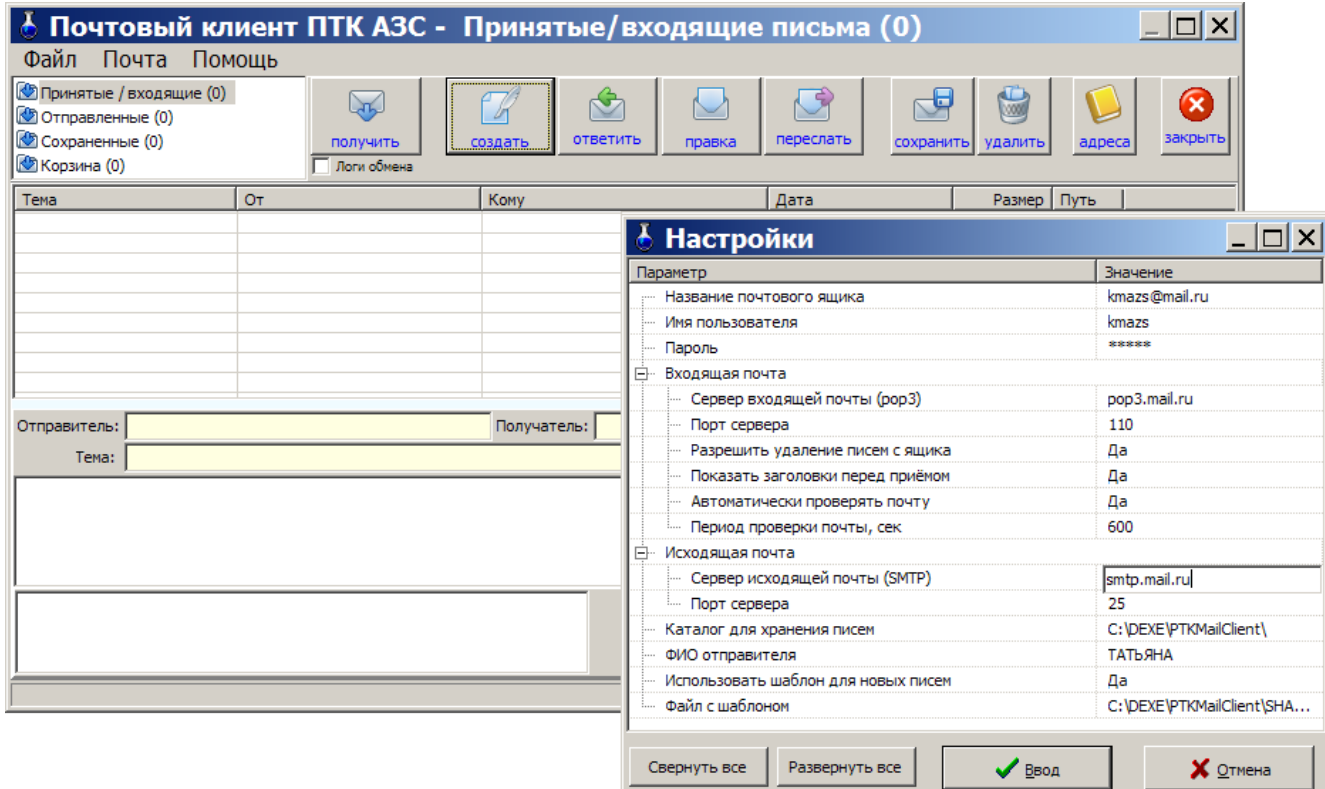 Почтовый клиент ПТК АЗС - Принятые/входящие письма (0)
Файл Почта Помощь
Принятые / входящие (0)
Отправленные (0)
Сохраненные (0)
Корзина (0)
получить
создать
ответить
правка
переслать
сохранить
удалить
адреса
закрыть
Логи обмена
Тема От Кому Дата Размер Путь
Отправитель: Получатель:
Тема:
Настройки
Параметр Значение
Название почтового ящика kmazs@mail.ru
Имя пользователя kmazs
Пароль *****
Входящая почта
Сервер входящей почты (pop3) pop3.mail.ru
Порт сервера 110
Разрешить удаление писем с ящика Да
Показать заголовки перед приёмом Да
Автоматически проверять почту Да
Период проверки почты, сек 600
Исходящая почта
Сервер исходящей почты (SMTP) smtp.mail.ru
Порт сервера 25
Каталог для хранения писем C:\DEXE\PTKMailClient\
ФИО отправителя ТАТЬЯНА
Использовать шаблон для новых писем Да
Файл с шаблоном C:\DEXE\PTKMailClient\SHA...
Свернуть все Развернуть все Ввод Отмена